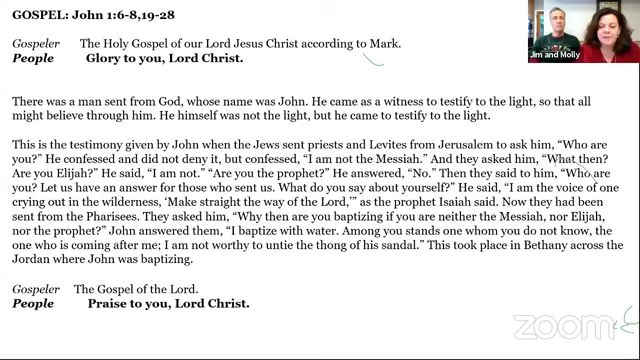 GOSPEL: John 1:6-8,19-28
Gospeler The Holy Gospel of our Lord Jesus Christ according to Mark.
People Glory to you, Lord Christ.
There was a man sent from God, whose name was John. He came as a witness to testify to the light, so that all
might believe through him. He himself was not the light, but he came to testify to the light.
This is the testimony given by John when the Jews sent priests and Levites from Jerusalem to ask him, “Who are
you?” He confessed and did not deny it, but confessed, “I am not the Messiah.” And they asked him, “What then?
Are you Elijah?” He said, “I am not.” “Are you the prophet?” He answered, “No.” Then they said to him, “Who are
you? Let us have an answer for those who sent us. What do you say about yourself?” He said, “I am the voice of one
crying out in the wilderness, ‘Make straight the way of the Lord,’” as the prophet Isaiah said. Now they had been
sent from the Pharisees. They asked him, “Why then are you baptizing if you are neither the Messiah, nor Elijah,
nor the prophet?” John answered them, “I baptize with water. Among you stands one whom you do not know, the
one who is coming after me; I am not worthy to untie the thong of his sandal.” This took place in Bethany across the
Jordan where John was baptizing.
Gospeler The Gospel of the Lord.
People Praise to you, Lord Christ.
Jim and Molly
zoom